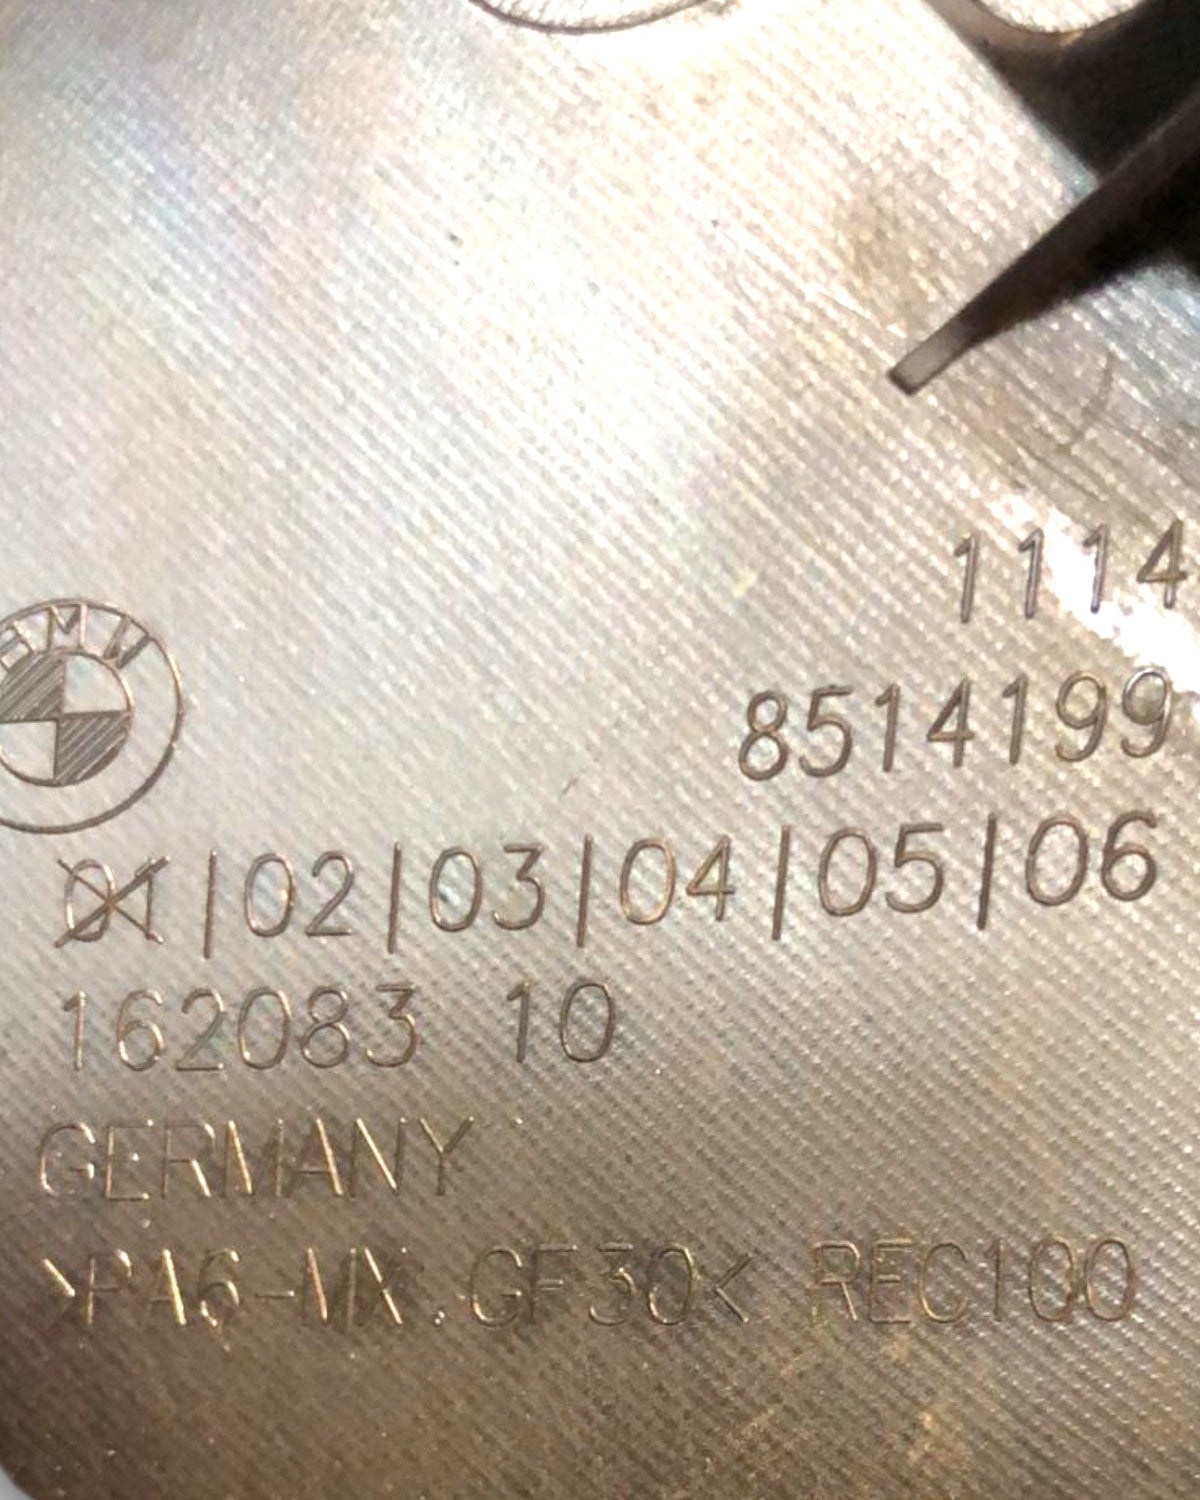 1114
BMW
8514199
01|02|03|04|05|06
162083 10
GERMANY
>PA6-MX.GF30< REC100